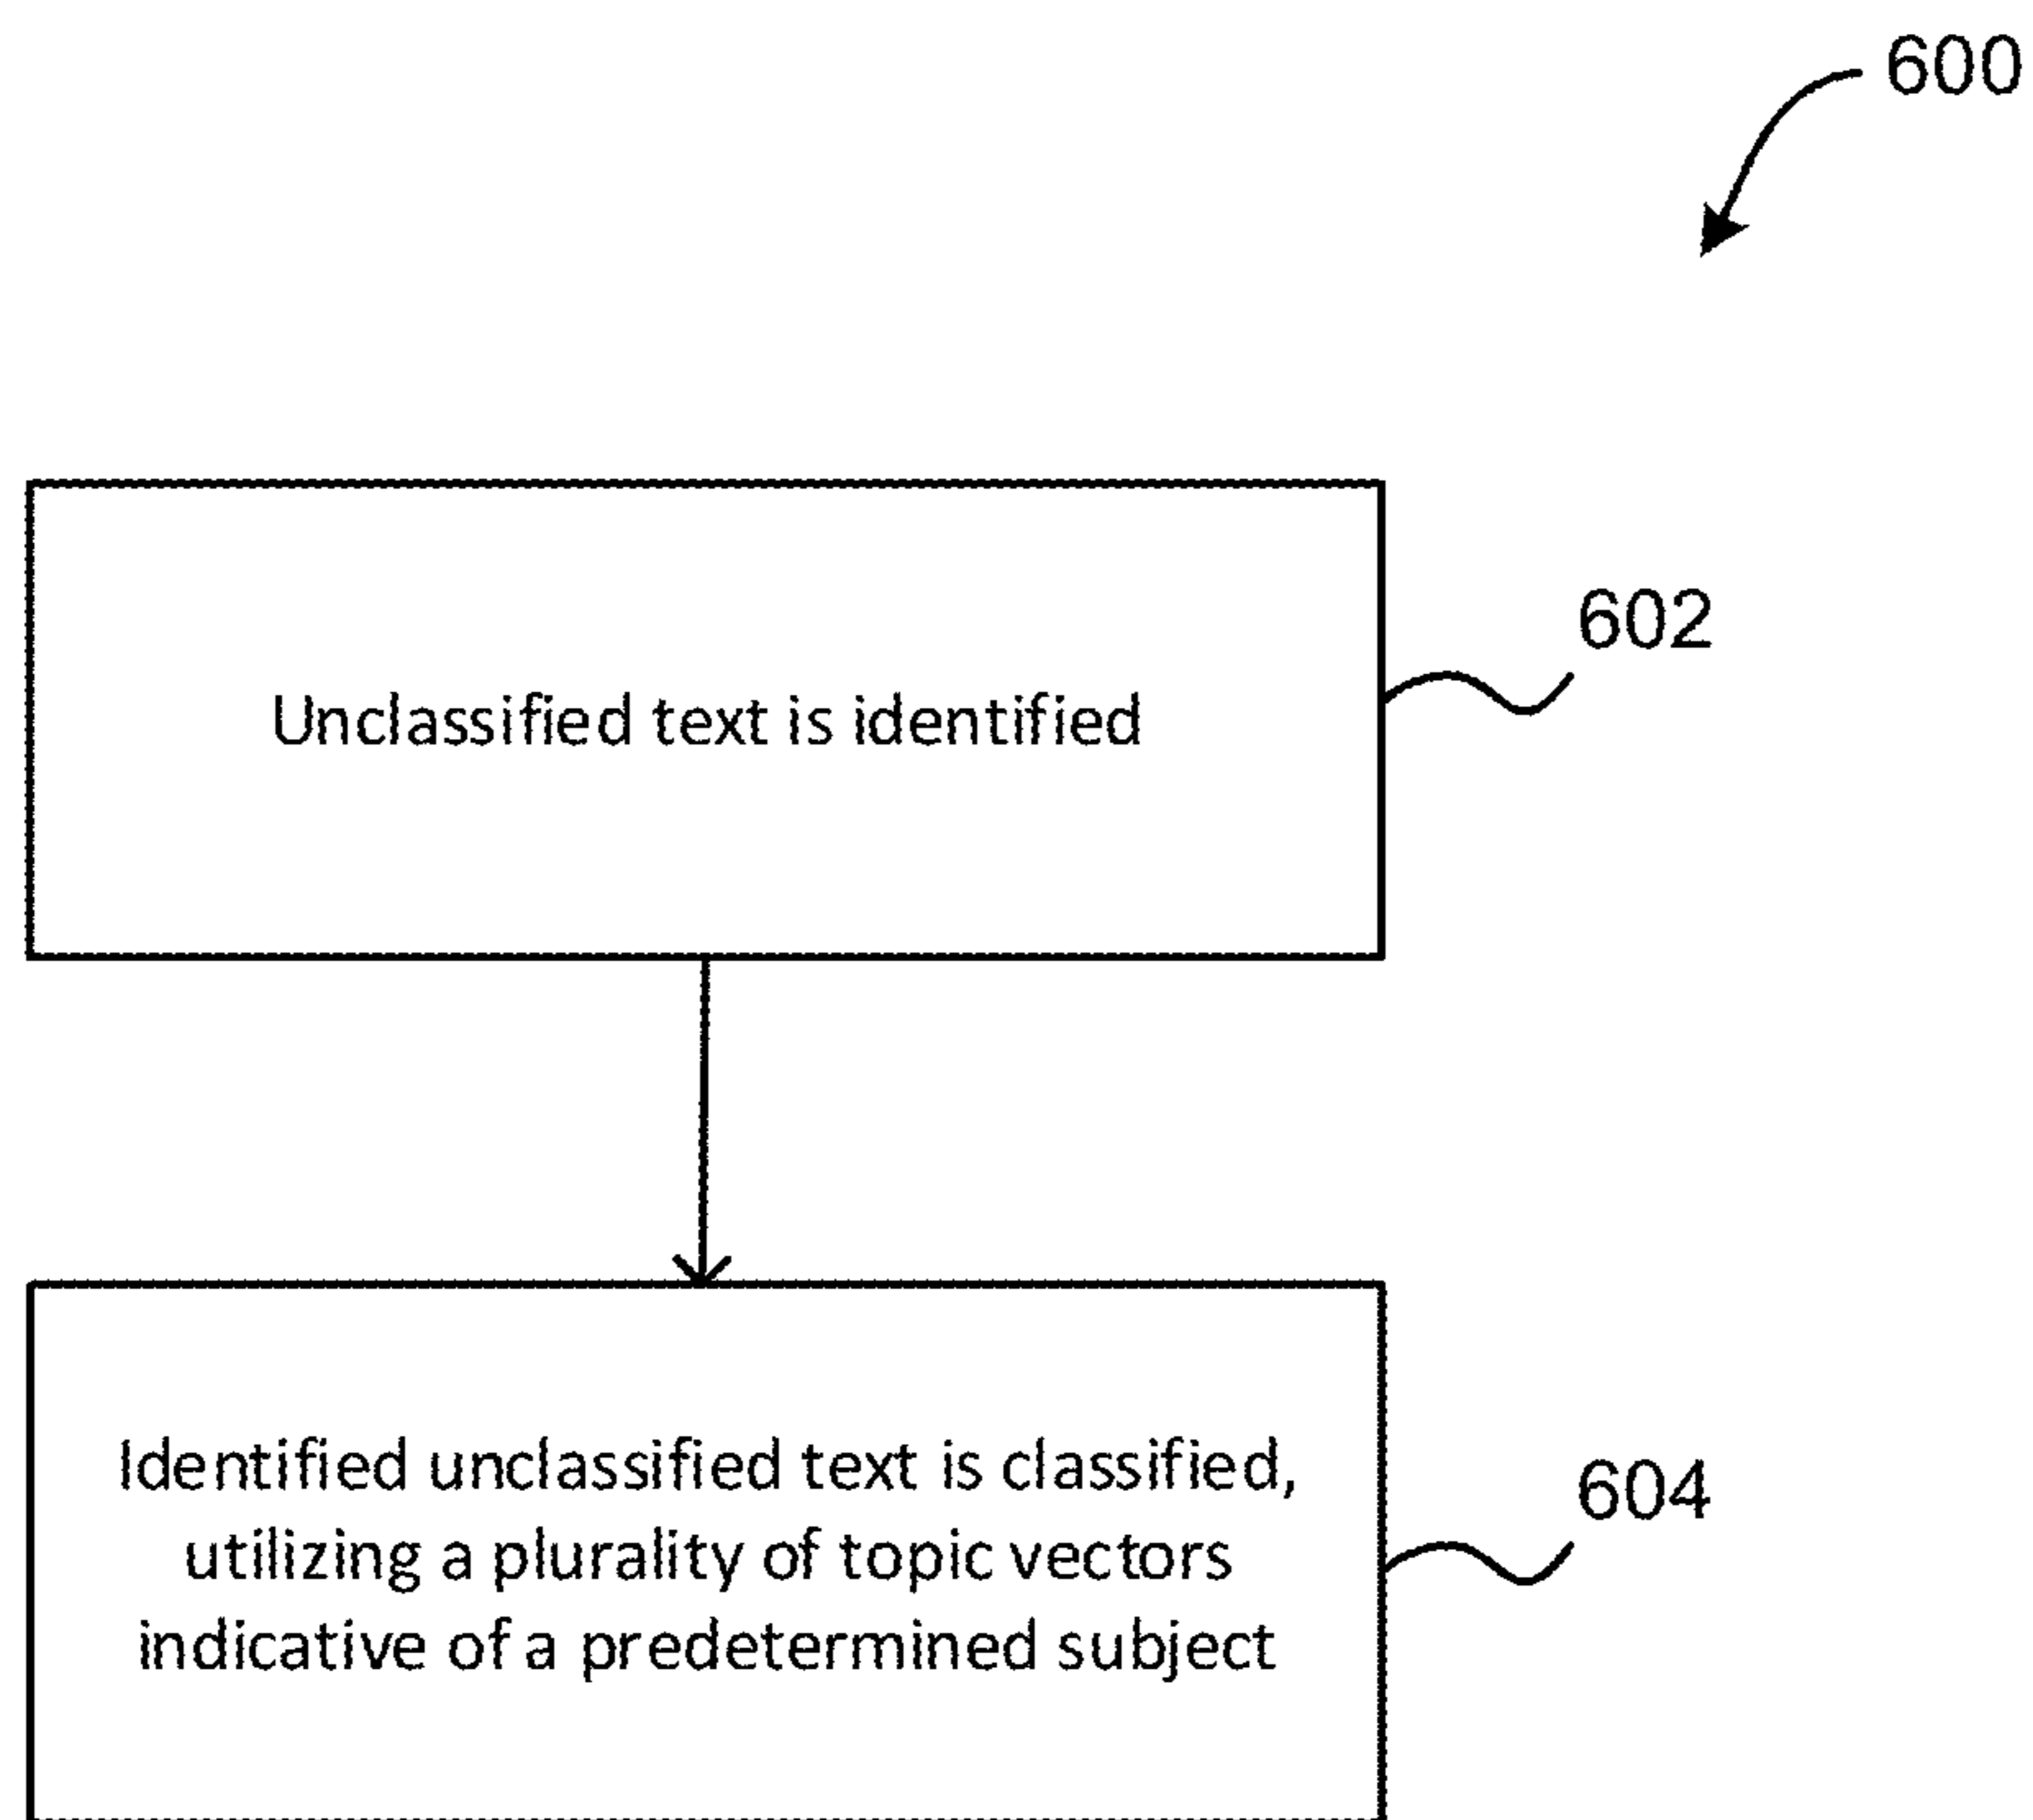 600
602
Unclassified text is identified
Identified unclassified text is classified,
604
utilizing a plurality of topic vectors
indicative of a predetermined subject